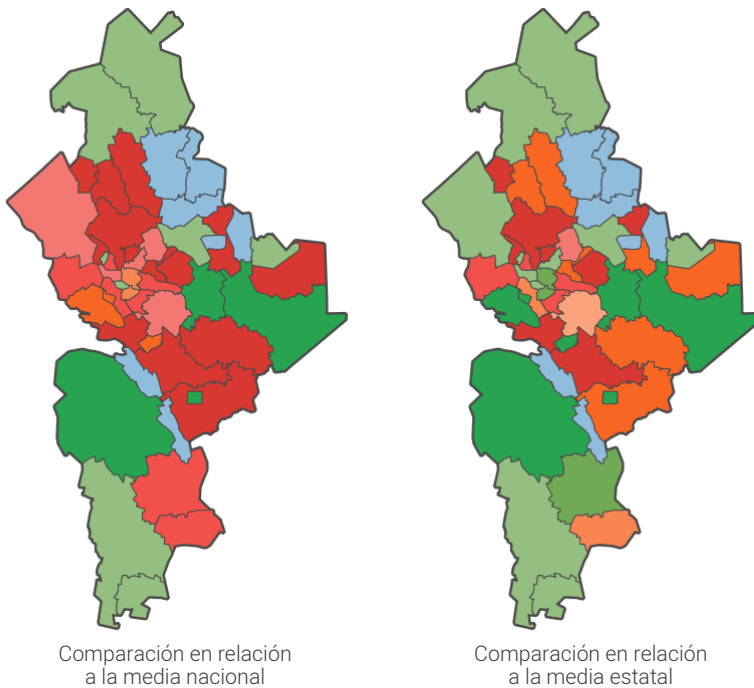 Comparación en relación
a la media nacional
Comparación en relación
a la media estatal